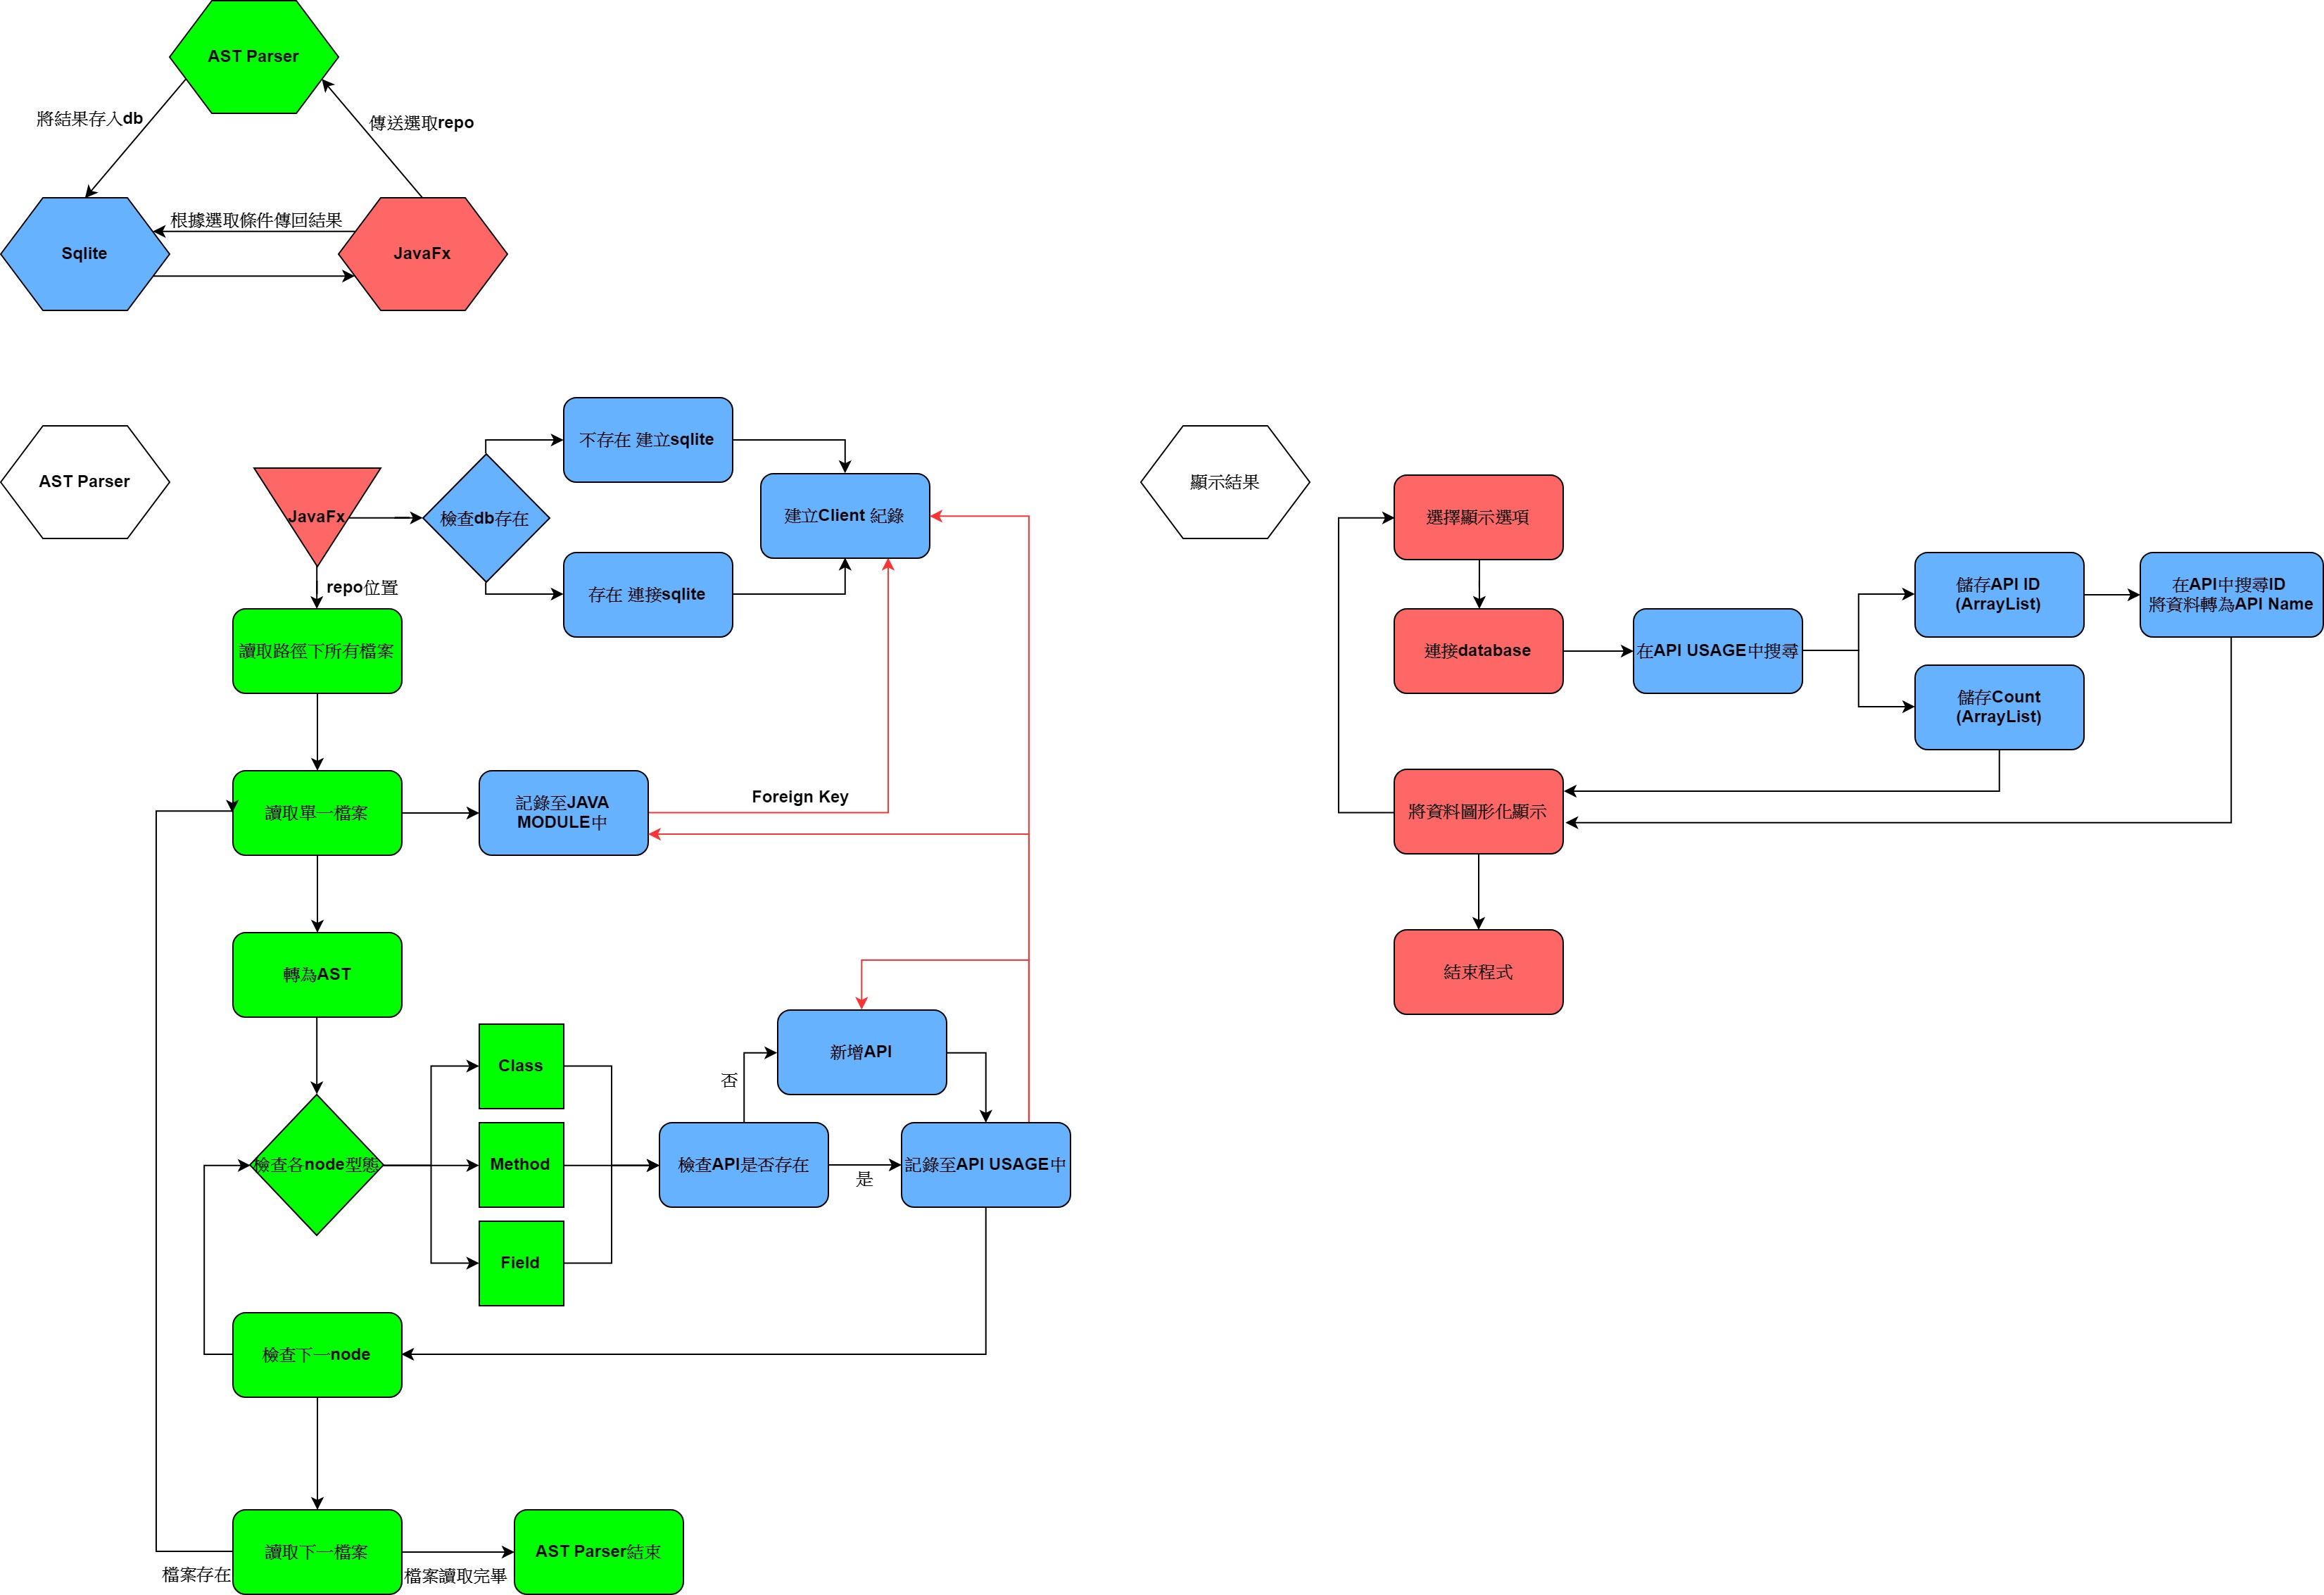 AST Parser
將結果存入db
傳送選取repo
根據選取條件傳回結果
Sqlite
JavaFx
AST Parser
JavaFx
repo位置
檢查db存在
不存在 建立sqlite
存在 連接sqlite
建立Client 紀錄
讀取路徑下所有檔案
讀取單一檔案
記錄至JAVA
MODULE中
Foreign Key
轉為AST
檢查各node型態
Class
Method
Field
檢查API是否存在
否
新增API
是
記錄至API USAGE中
檢查下一node
讀取下一檔案
檔案存在
檔案讀取完畢
AST Parser結束
顯示結果
選擇顯示選項
連接database
在API USAGE中搜尋
儲存API ID
(ArrayList)
在API中搜尋ID
將資料轉為API Name
儲存Count
(ArrayList)
將資料圖形化顯示
結束程式